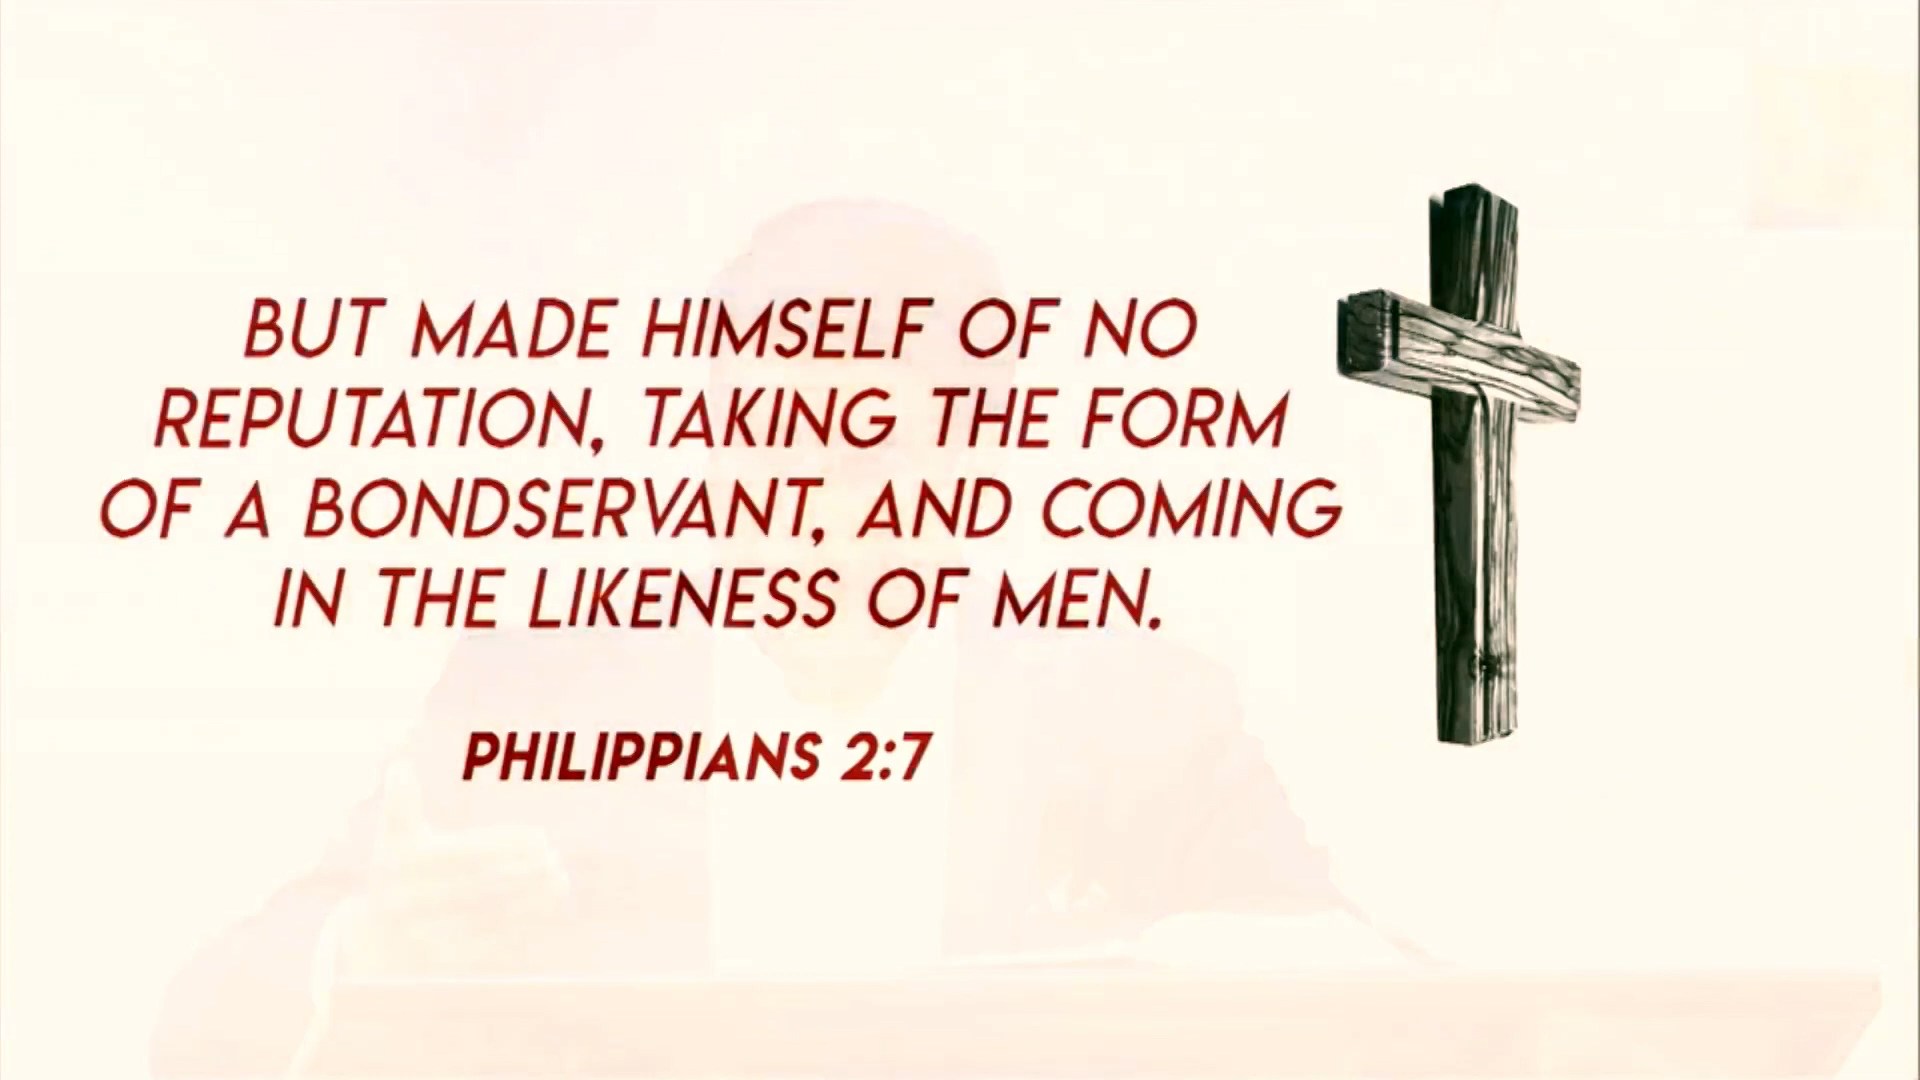 BUT MADE HIMSELF OF NO
REPUTATION, TAKING THE FORM
OF A BONDSERVANT, AND COMING
IN THE LIKENESS OF MEN.
PHILIPPIANS 2:7